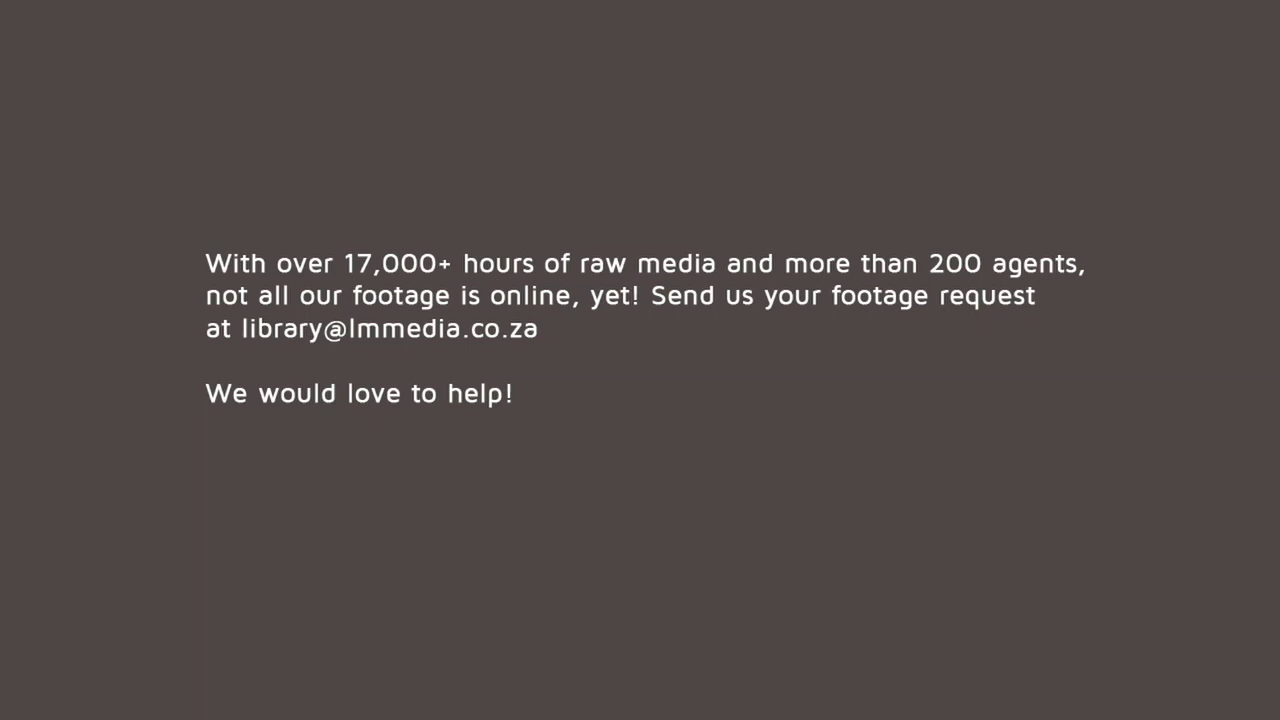 With over 17,000+ hours of raw media and more than 200 agents,
not all our footage is online, yet! Send us your footage request
at library@lmmedia.co.za
We would love to help!